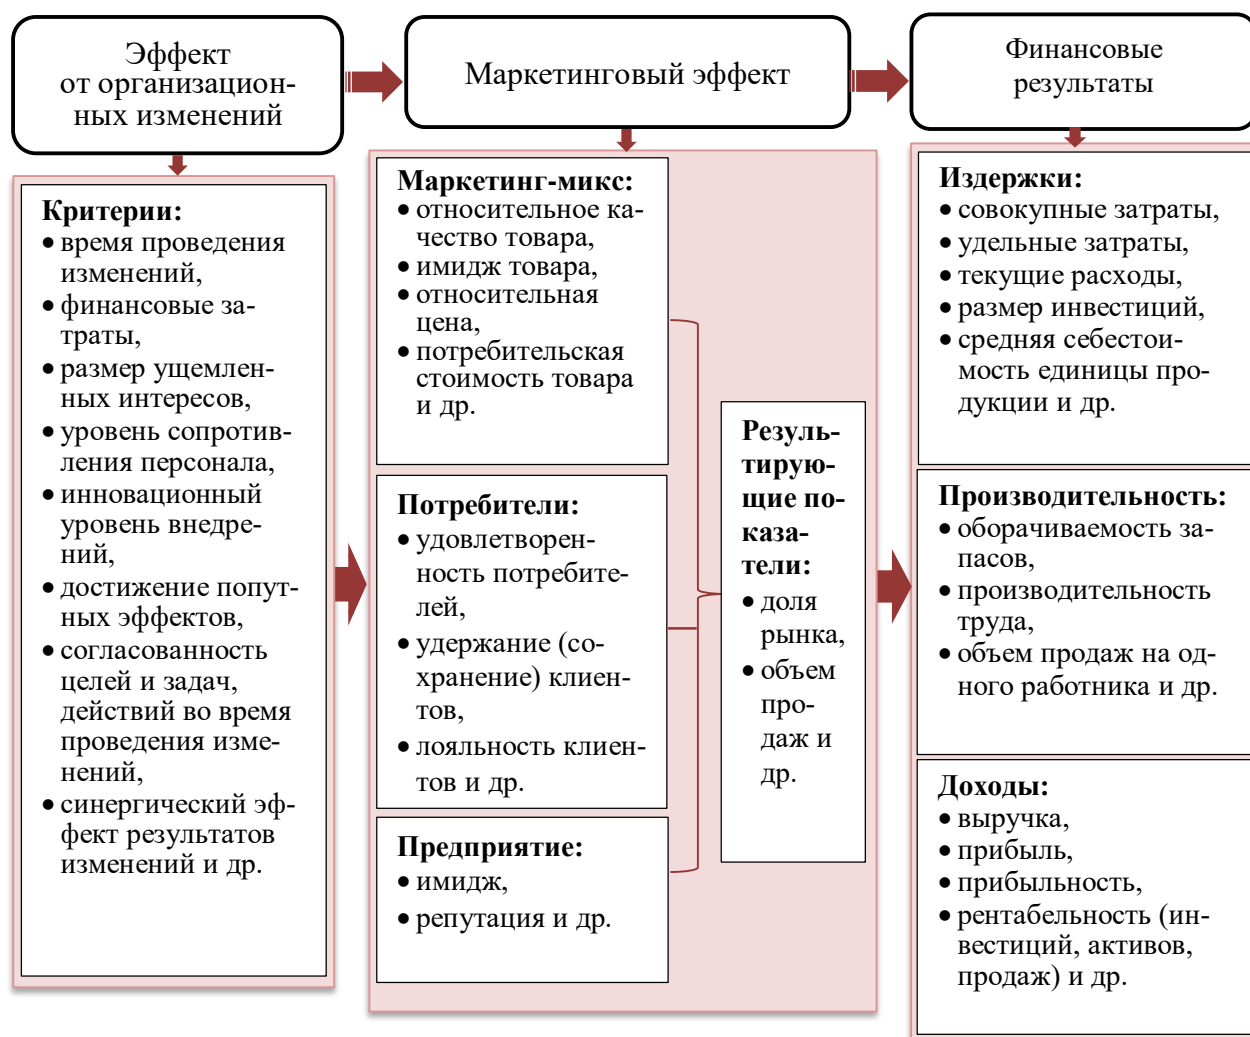 Эффект
от организацион-
ных изменений
Маркетинговый эффект
Финансовые
результаты
Критерии:
• время проведения
изменений,
• финансовые за-
траты,
• размер ущемлен-
ных интересов,
• уровень сопротив-
ления персонала,
• инновационный
уровень внедре-
ний,
• достижение попут-
ных эффектов,
• согласованность
целей и задач,
действий во время
проведения изме-
нений,
• синергический эф-
фект результатов
изменений и др.
Маркетинг-микс:
• относительное ка-
чество товара,
• имидж товара,
• относительная
цена,
• потребительская
стоимость товара
и др.
Потребители:
• удовлетворен-
ность потребите-
лей,
• удержание (со-
хранение) клиен-
тов,
• лояльность клиен-
тов и др.
Предприятие:
• имидж,
• репутация и др.
Резуль-
тирую-
щие по-
каза-
тели:
• доля
рынка,
• объем
про-
даж и
др.
Издержки:
• совокупные затраты,
• удельные затраты,
• текущие расходы,
• размер инвестиций,
• средняя себестои-
мость единицы про-
дукции и др.
Производительность:
• оборачиваемость за-
пасов,
• производительность
труда,
• объем продаж на од-
ного работника и др.
Доходы:
• выручка,
• прибыль,
• прибыльность,
• рентабельность (ин-
вестиций, активов,
продаж) и др.